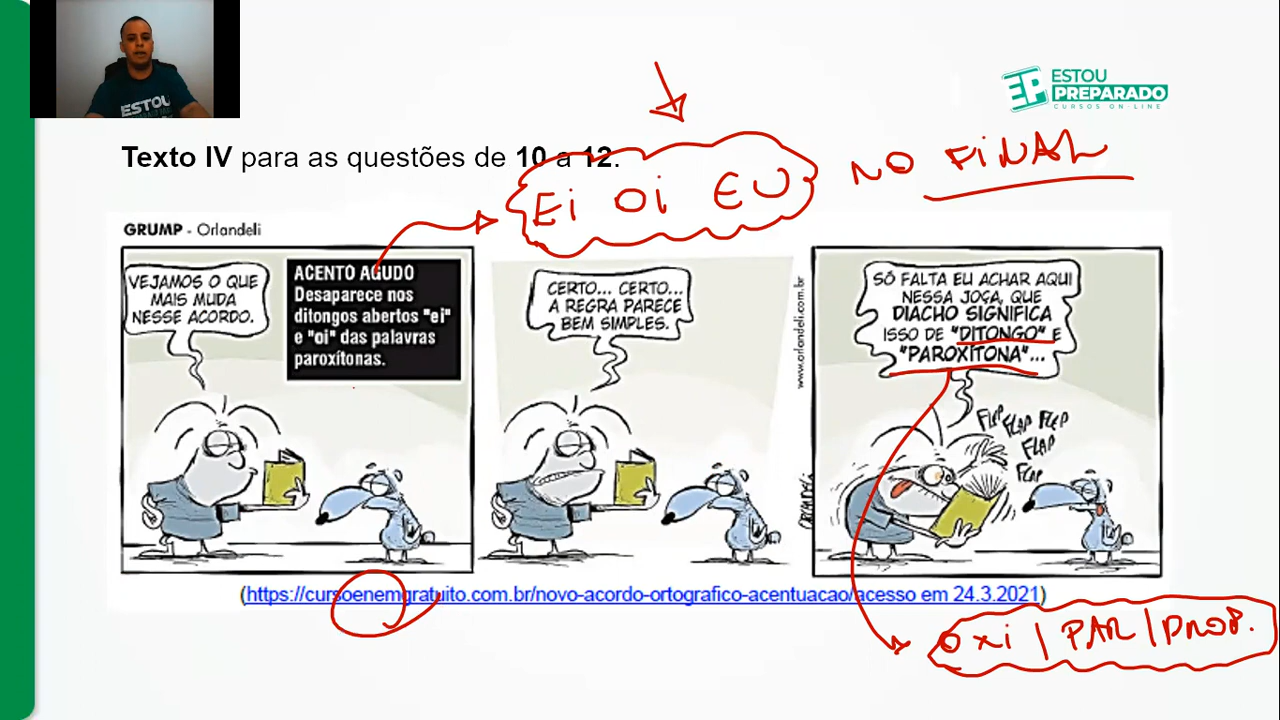 ESTOU
ESTOU
PREPARADO
CURSOS ON-LINE
Texto IV para as questões de 10 a 12.
EI OI EU NO FINAL
GRUMP - Orlandeli
VEJAMOS O QUE
MAIS MUDA
NESSE ACORDO.
ACENTO AGUDO
Desaparece nos
ditongos abertos "ei"
e "oi" das palavras
paroxítonas.
CERTO... CERTO...
A REGRA PARECE
BEM SIMPLES.
www.orlandeli.com.br
SÓ FALTA EU ACHAR AQUI
NESSA JOÇA, QUE
DIACHO SIGNIFICA
ISSO DE "DITONGO" E
"PAROXÍTONA"...
FLEP
FLAP FLEP
FLAP
FLAP
ORLANDELI
(https://cursoenemgratuito.com.br/novo-acordo-ortografico-acentuacao/acesso em 24.3.2021)
OXI | PAR | PROP.